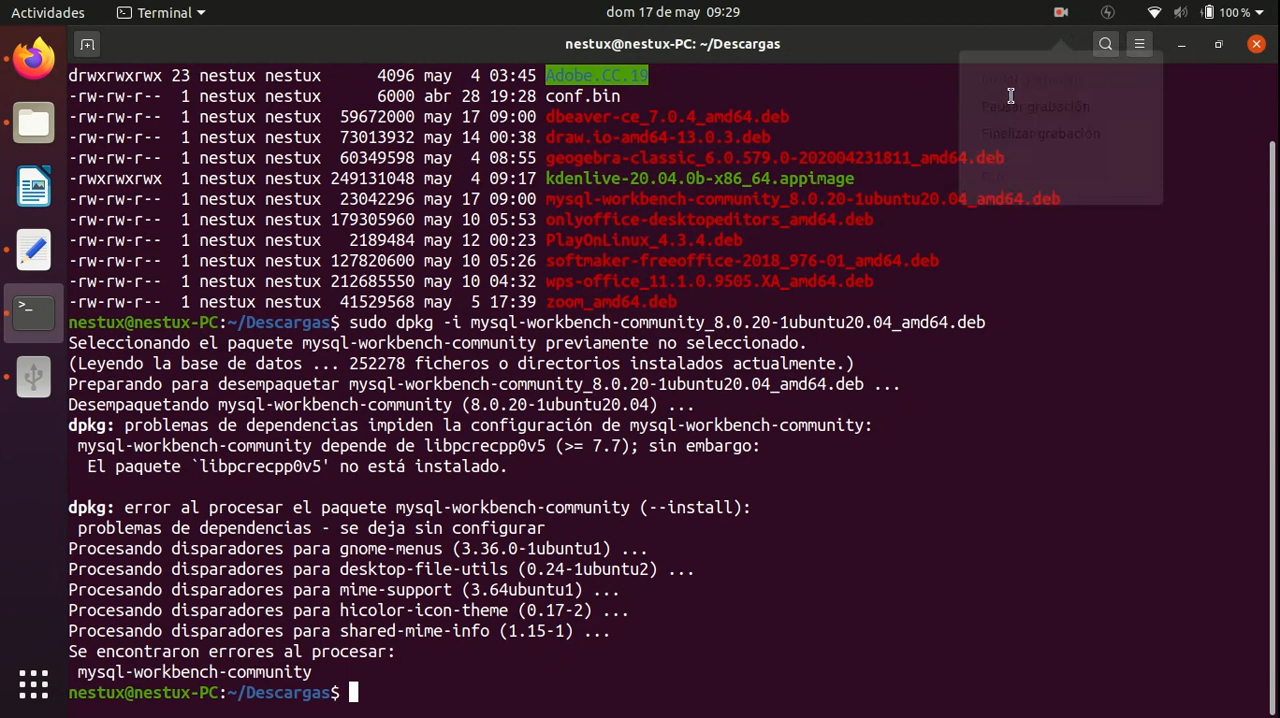 Actividades Terminal dom 17 de may 09:29 100 %
nestux@nestux-PC: ~/Descargas
drwxrwxrwx 23 nestux nestux 4096 may 4 03:45 Adobe.CC.19
-rw-rw-r-- 1 nestux nestux 6000 abr 28 19:28 conf.bin
Pausar grabación
-rw-rw-r-- 1 nestux nestux 59672000 may 17 09:00 dbeaver-ce_7.0.4_amd64.deb
Finalizar grabación
-rw-rw-r-- 1 nestux nestux 73013932 may 14 00:38 draw.io-amd64-13.0.3.deb
-rw-rw-r-- 1 nestux nestux 60349598 may 4 08:55 geogebra-classic_6.0.579.0-202004231811_amd64.deb
-rwxrwxrwx 1 nestux nestux 249131048 may 4 09:17 kdenlive-20.04.0b-x86_64.appimage
-rw-rw-r-- 1 nestux nestux 23042296 may 17 09:00 mysql-workbench-community_8.0.20-1ubuntu20.04_amd64.deb
-rw-rw-r-- 1 nestux nestux 179305960 may 10 05:53 onlyoffice-desktopeditors_amd64.deb
-rw-rw-r-- 1 nestux nestux 2189484 may 12 00:23 PlayOnLinux_4.3.4.deb
-rw-rw-r-- 1 nestux nestux 127820600 may 10 05:26 softmaker-freeoffice-2018_976-01_amd64.deb
-rw-rw-r-- 1 nestux nestux 212685550 may 10 04:32 wps-office_11.1.0.9505.XA_amd64.deb
-rw-rw-r-- 1 nestux nestux 41529568 may 5 17:39 zoom_amd64.deb
nestux@nestux-PC:~/Descargas$ sudo dpkg -i mysql-workbench-community_8.0.20-1ubuntu20.04_amd64.deb
Seleccionando el paquete mysql-workbench-community previamente no seleccionado.
(Leyendo la base de datos ... 252278 ficheros o directorios instalados actualmente.)
Preparando para desempaquetar mysql-workbench-community_8.0.20-1ubuntu20.04_amd64.deb ...
Desempaquetando mysql-workbench-community (8.0.20-1ubuntu20.04) ...
dpkg: problemas de dependencias impiden la configuración de mysql-workbench-community:
mysql-workbench-community depende de libpcrecpp0v5 (>= 7.7); sin embargo:
El paquete `libpcrecpp0v5' no está instalado.
dpkg: error al procesar el paquete mysql-workbench-community (--install):
problemas de dependencias - se deja sin configurar
Procesando disparadores para gnome-menus (3.36.0-1ubuntu1) ...
Procesando disparadores para desktop-file-utils (0.24-1ubuntu2) ...
Procesando disparadores para mime-support (3.64ubuntu1) ...
Procesando disparadores para hicolor-icon-theme (0.17-2) ...
Procesando disparadores para shared-mime-info (1.15-1) ...
Se encontraron errores al procesar:
mysql-workbench-community
nestux@nestux-PC:~/Descargas$